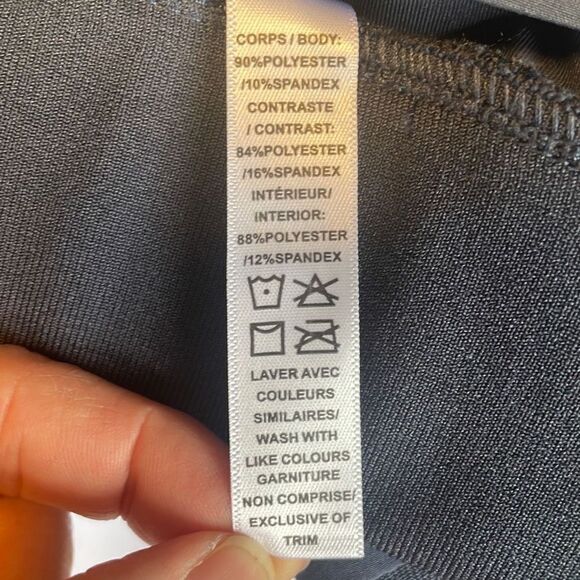 CORPS / BODY:
90%POLYESTER
/10%SPANDEX
CONTRASTE
/ CONTRAST:
84%POLYESTER
/16%SPANDEX
INTÉRIEUR/
INTERIOR:
88%POLYESTER
/12%SPANDEX
LAVER AVEC
COULEURS
SIMILAIRES/
WASH WITH
LIKE COLOURS
GARNITURE
NON COMPRISE/
EXCLUSIVE OF
TRIM